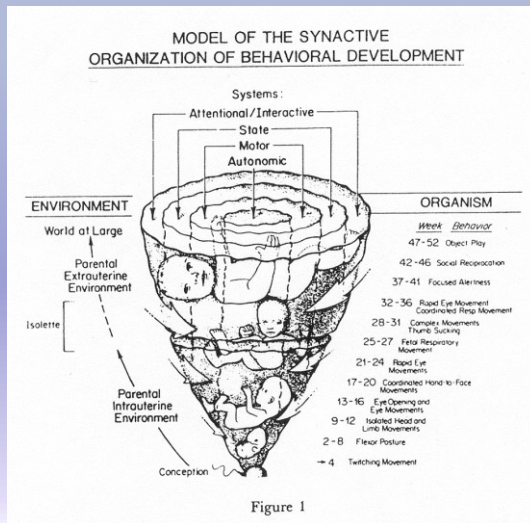 MODEL OF THE SYNACTIVE
ORGANIZATION OF BEHAVIORAL DEVELOPMENT
Systems:
Attentional/Interactive
State
Motor
Autonomic
ENVIRONMENT
World at Large
Parental
Extrauterine
Environment
Isolette
Parental
Intrauterine
Environment
Conception
ORGANISM
Week Behavior
47-52 Object Play
42-46 Social Reciprocation
37-41 Focused Alertness
32-36 Rapid Eye Movement
Coordinated Resp Movement
28-31 Complex Movements
Thumb Sucking
25-27 Fetal Respiratory
Movement
21-24 Rapid Eye
Movements
17-20 Coordinated Hand-to-Face
Movements
13-16 Eye Opening and
Eye Movements
9-12 Isolated Head and
Limb Movements
2-8 Flexor Posture
→ 4 Twitching Movement
Figure 1